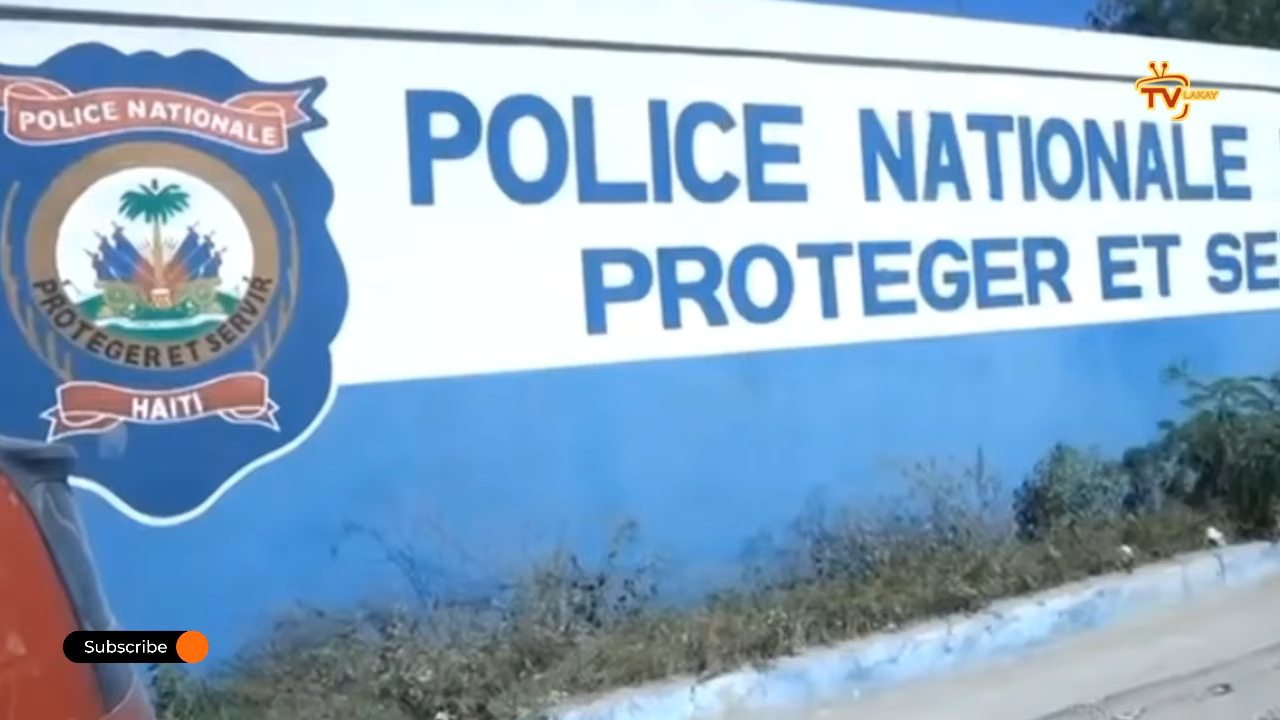 POLICE NATIONALE
PROTEGER ET SERVIR
HAITI
POLICE NATIONALE
PROTEGER ET SE
TV LAKAY
Subscribe